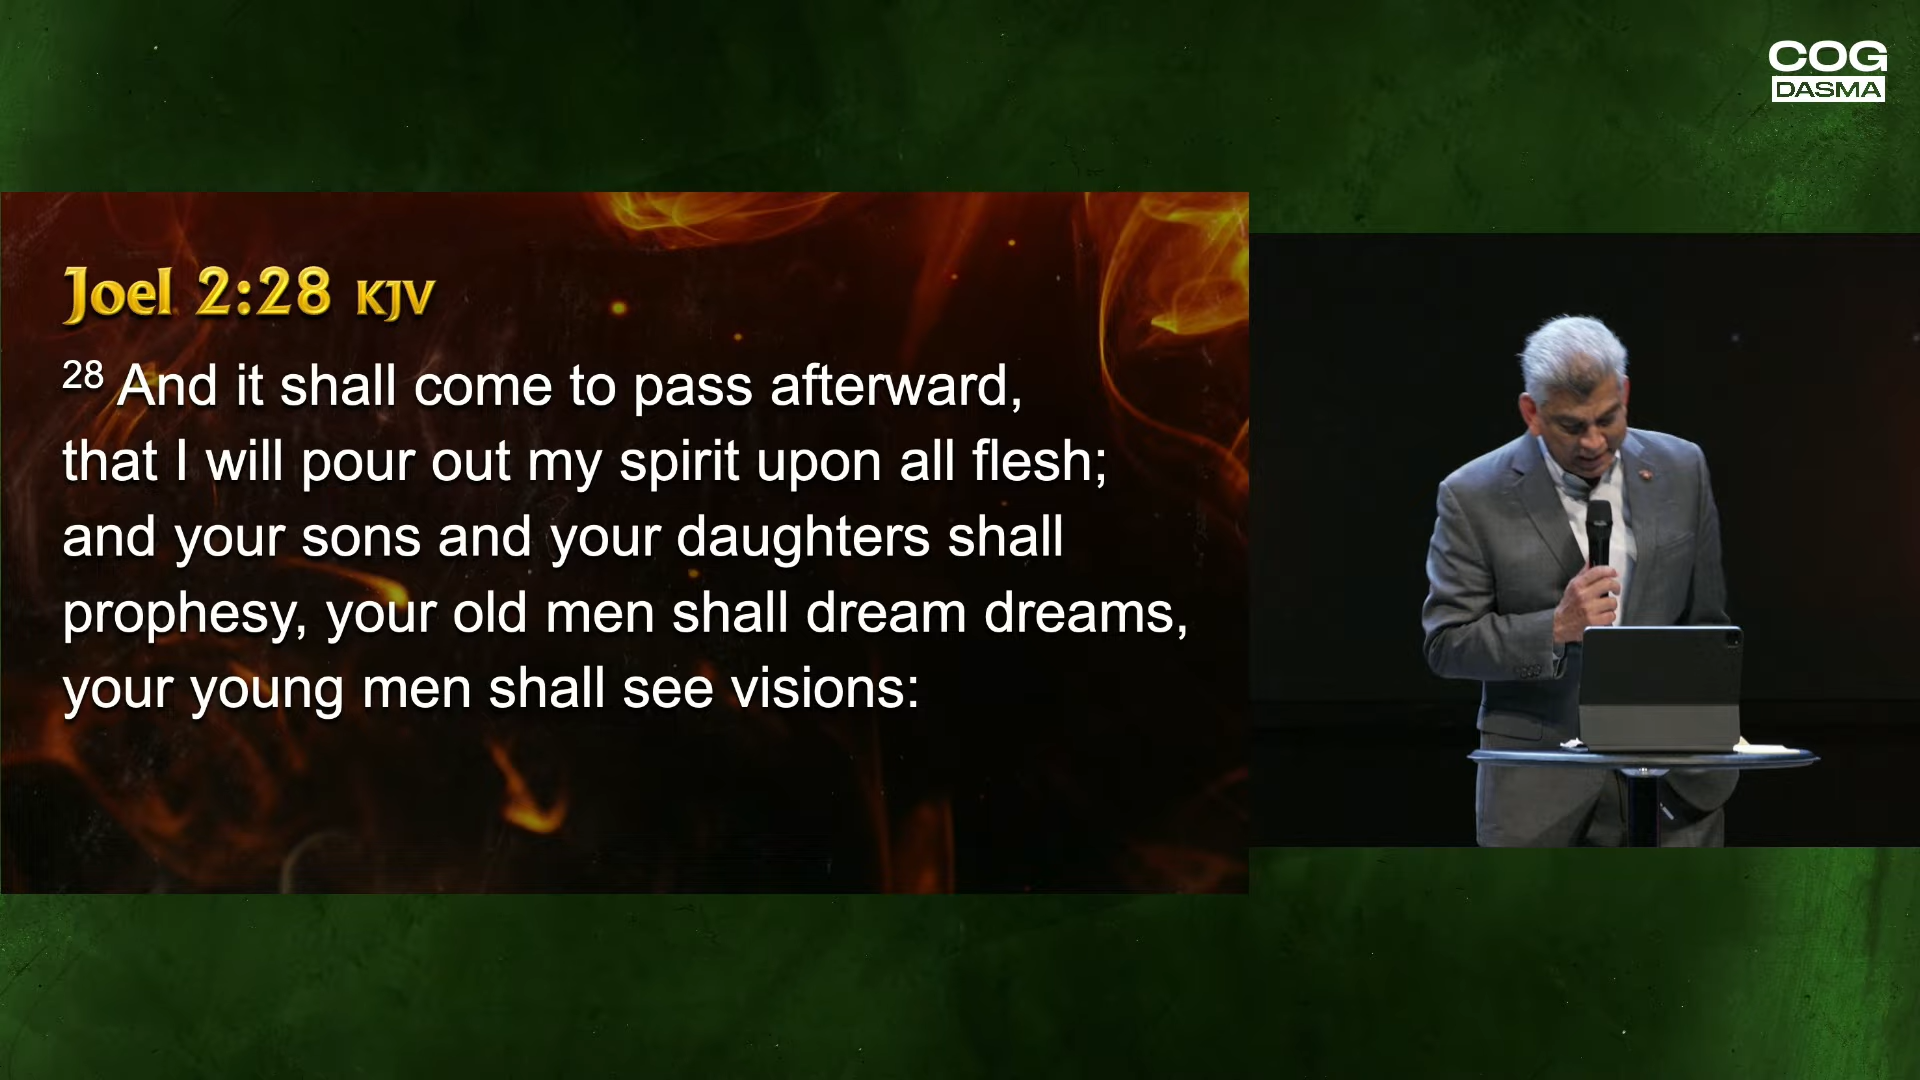 COG
DASMA
Joel 2:28 KJV
28 And it shall come to pass afterward,
that I will pour out my spirit upon all flesh;
and your sons and your daughters shall
prophesy, your old men shall dream dreams,
your young men shall see visions: